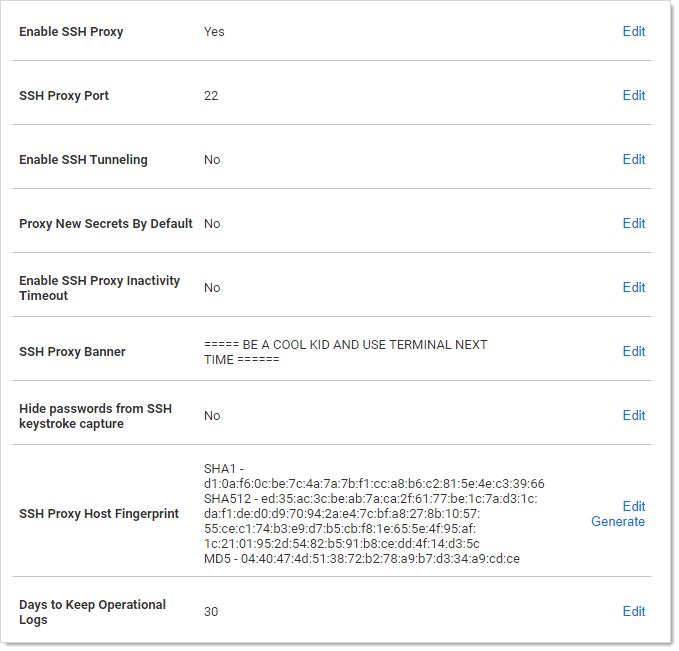 Enable SSH Proxy Yes Edit
SSH Proxy Port 22 Edit
Enable SSH Tunneling No Edit
Proxy New Secrets By Default No Edit
Enable SSH Proxy Inactivity
Timeout
No Edit
SSH Proxy Banner
===== BE A COOL KID AND USE TERMINAL NEXT
TIME ======
Edit
Hide passwords from SSH
keystroke capture
No Edit
SSH Proxy Host Fingerprint
SHA1 -
d1:0a:f6:0c:be:7c:4a:7a:7b:f1:cc:a8:b6:c2:81:5e:4e:c3:39:66
SHA512 - ed:35:ac:3c:be:ab:7a:ca:2f:61:77:be:1c:7a:d3:1c:
da:f1:de:d0:d9:70:94:2a:e4:7c:bf:a8:27:8b:10:57:
55:ce:c1:74:b3:e9:d7:b5:cb:f8:1e:65:5e:4f:95:af:
1c:21:01:95:2d:54:82:b5:91:b8:ce:dd:4f:14:d3:5c
MD5 - 04:40:47:4d:51:38:72:b2:78:a9:b7:d3:34:a9:cd:ce
Edit
Generate
Days to Keep Operational
Logs
30 Edit